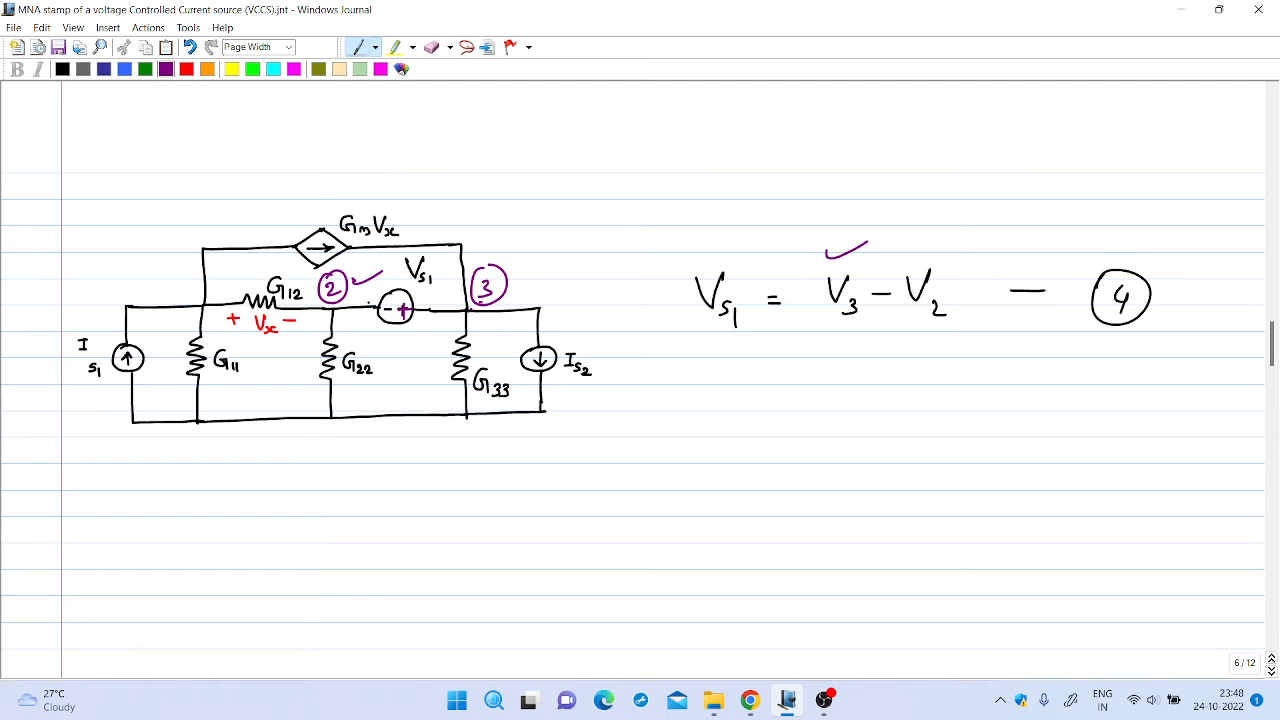 MNA stamp of a voltage Controlled Current source (VCCS).jnt - Windows Journal
File Edit View Insert Actions Tools Help
Page Width
B I
GmVx
Vs1
G12
2
3
+ Vx -
- +
Is1
G11
G22
G33
Is2
Vs1 = V3 - V2 — 4
6 / 12
27°C
Cloudy
ENG
IN
23:48
24-10-2022
1